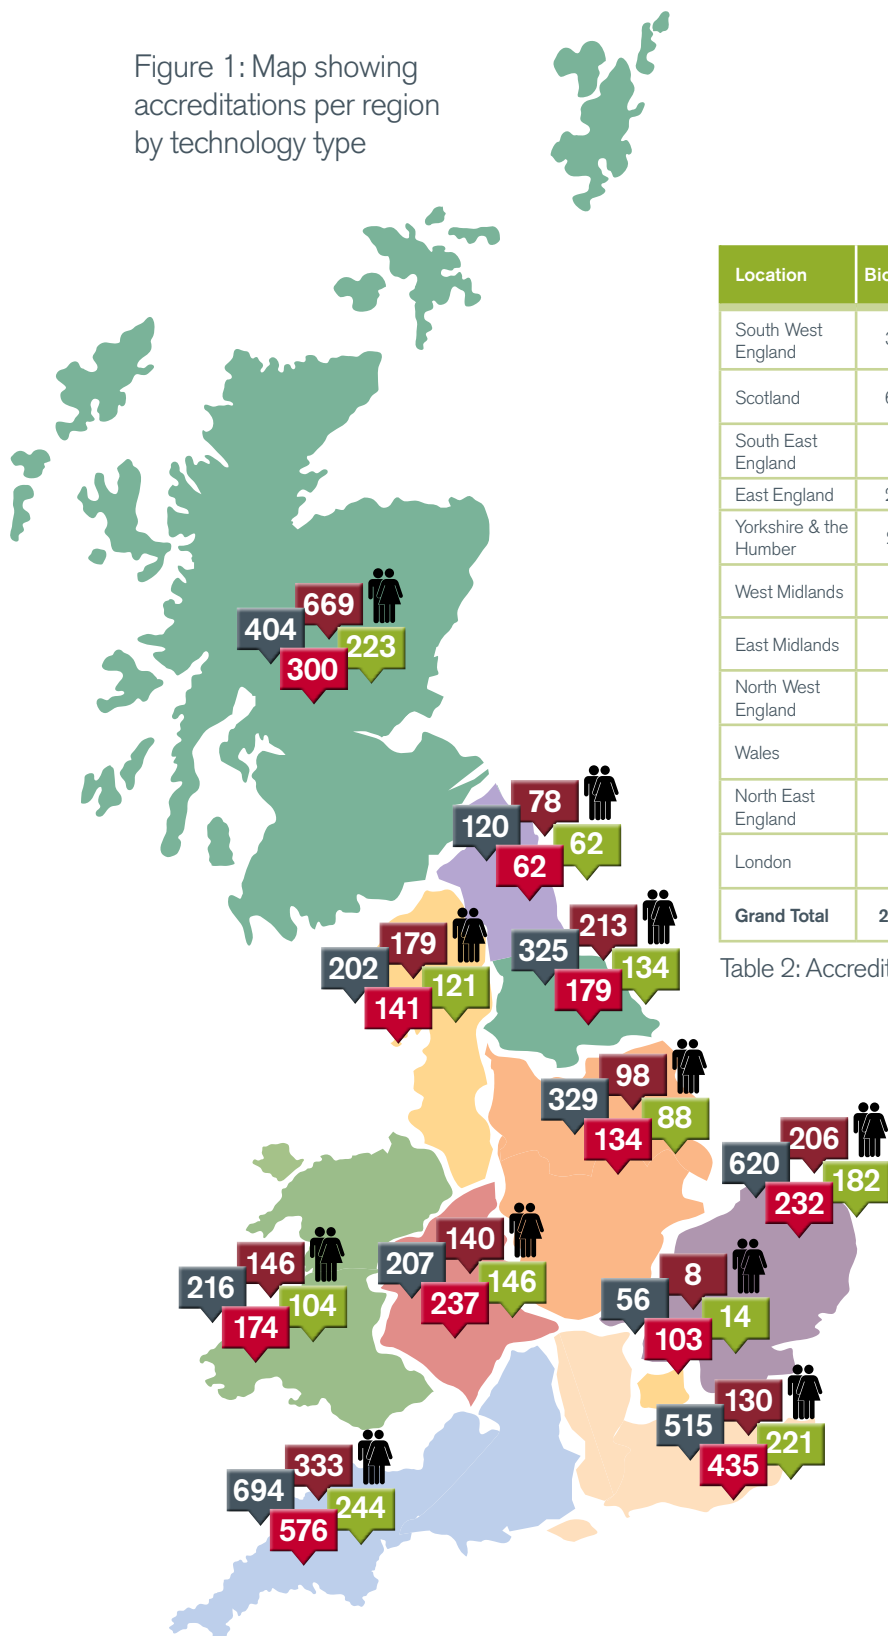 Figure 1: Map showing
accreditations per region
by technology type
Location
South West
England
Scotland
South East
England
East England
Yorkshire & the
Humber
West Midlands
East Midlands
North West
England
Wales
North East
England
London
Grand Total
Table 2:
669
404
223
300
78
120
62
62
213
325
134
179
179
202
121
141
98
329
88
134
206
620
182
232
140
207
146
237
146
216
104
174
8
56
14
103
130
515
221
435
333
694
244
576